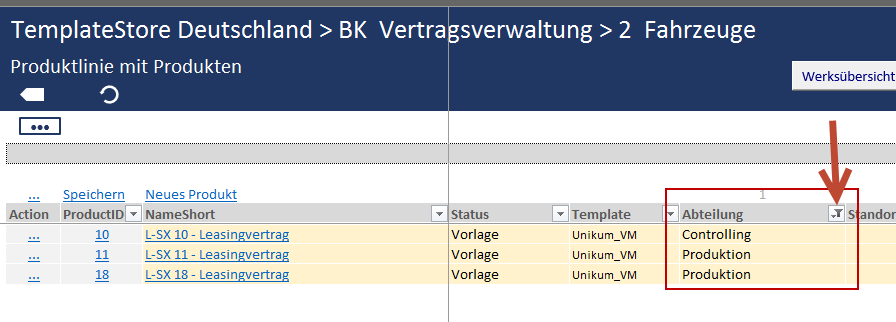 TemplateStore Deutschland > BK Vertragsverwaltung > 2 Fahrzeuge
Produktlinie mit Produkten
Werksübersicht
•••
... Speichern Neues Produkt 1
Action ProductID NameShort Status Template Abteilung Standor
... 10 L-SX 10 - Leasingvertrag Vorlage Unikum_VM Controlling
... 11 L-SX 11 - Leasingvertrag Vorlage Unikum_VM Produktion
... 18 L-SX 18 - Leasingvertrag Vorlage Unikum_VM Produktion